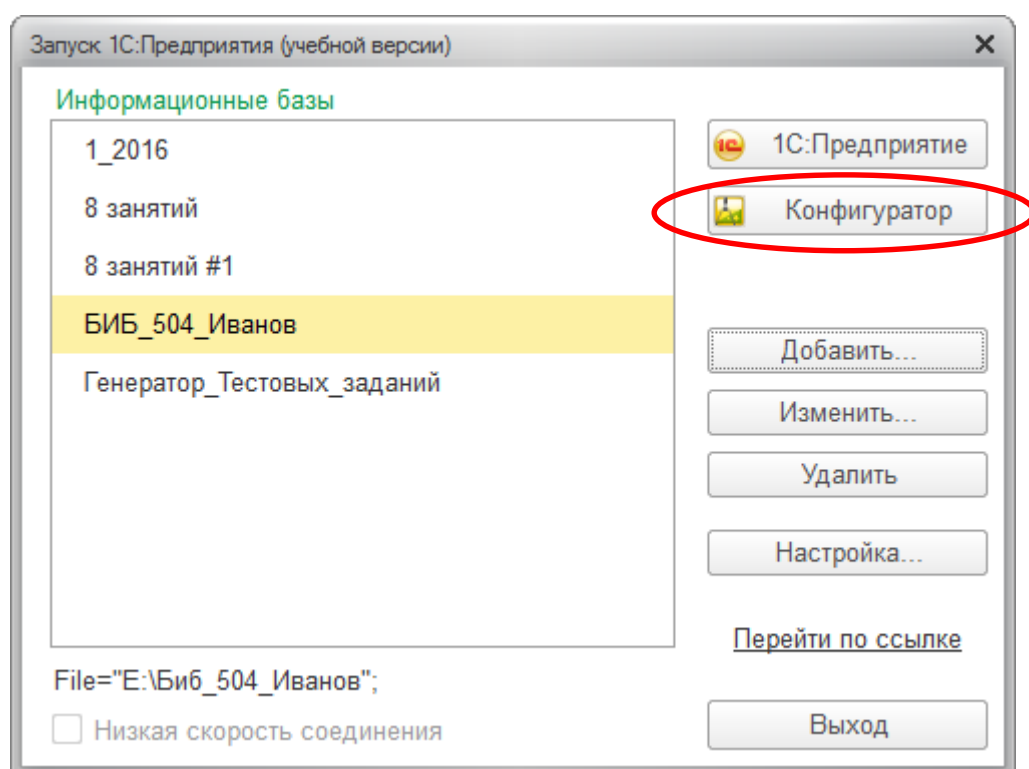 Запуск 1С:Предприятия (учебной версии)
Информационные базы
1_2016
8 занятий
8 занятий #1
БИБ_504_Иванов
Генератор_Тестовых_заданий
1С:Предприятие
Конфигуратор
Добавить...
Изменить...
Удалить
Настройка...
Перейти по ссылке
File="E:\Биб_504_Иванов";
Низкая скорость соединения
Выход